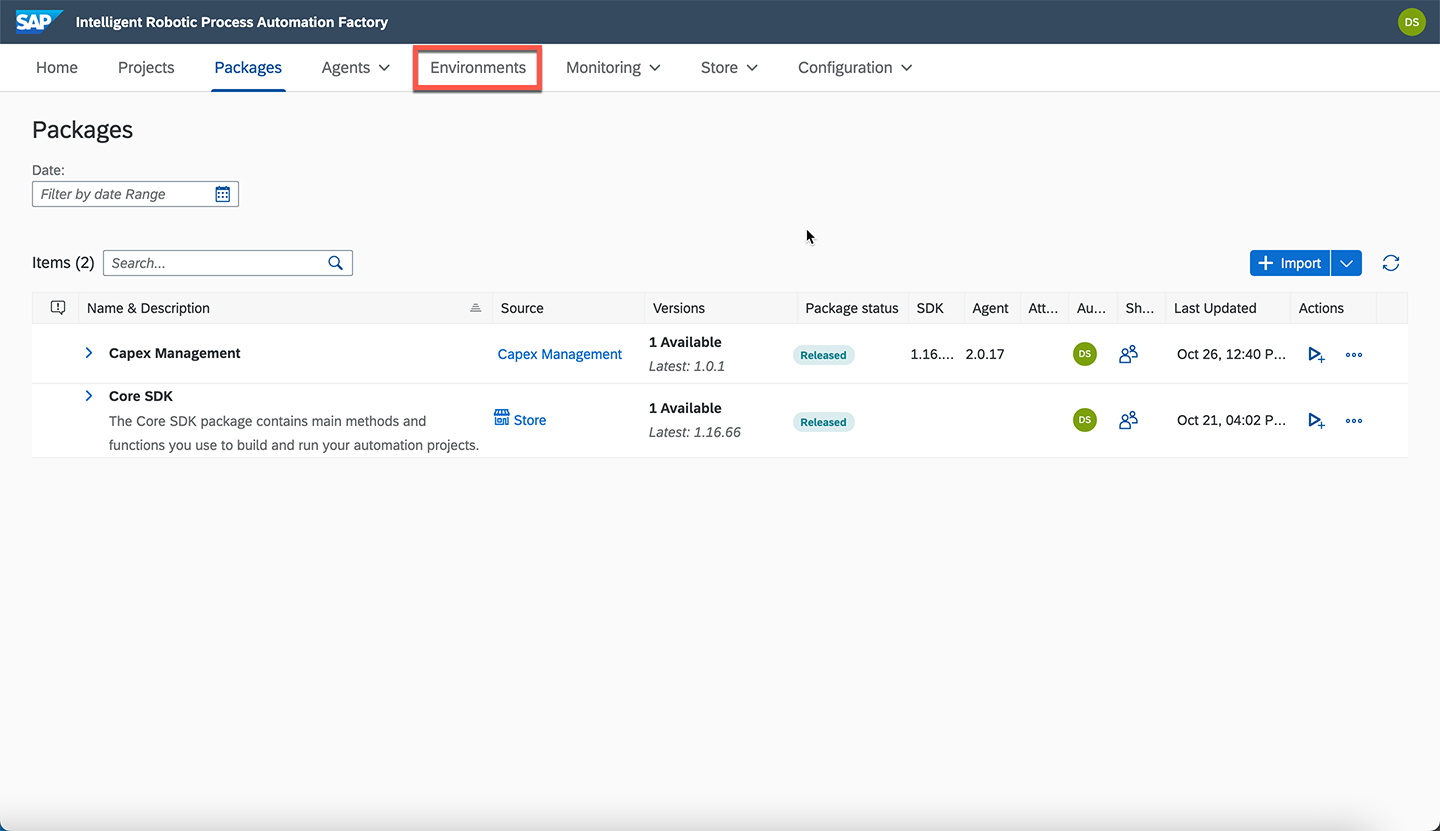 SAP Intelligent Robotic Process Automation Factory DS
Home Projects Packages Agents Environments Monitoring Store Configuration
Packages
Date:
Filter by date Range
Items (2) Search... Import
Name & Description Source Versions Package status SDK Agent Att... Au... Sh... Last Updated Actions
Capex Management Capex Management 1 Available Latest: 1.0.1 Released 1.16.... 2.0.17 DS Oct 26, 12:40 P...
Core SDK
The Core SDK package contains main methods and
functions you use to build and run your automation projects.
Store 1 Available Latest: 1.16.66 Released DS Oct 21, 04:02 P...